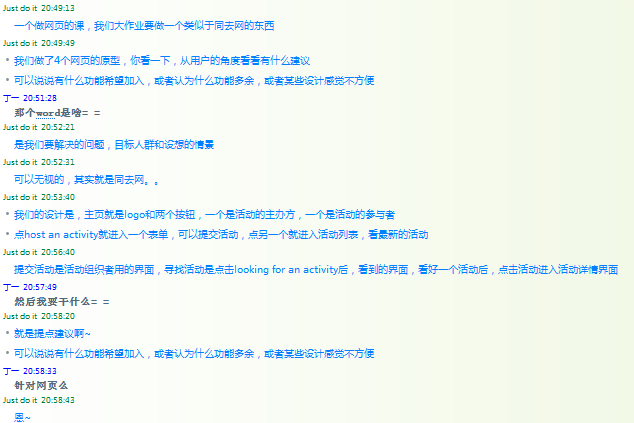 Just do it 20:49:13
一个做网页的课，我们大作业要做一个类似于同去网的东西
Just do it 20:49:49
• 我们做了4个网页的原型，你看一下，从用户的角度看看有什么建议
• 可以说说有什么功能希望加入，或者认为什么功能多余，或者某些设计感觉不方便
丁一 20:51:28
那个word是啥= =
Just do it 20:52:21
是我们要解决的问题，目标人群和设想的情景
Just do it 20:52:31
可以无视的，其实就是同去网。。
Just do it 20:53:40
• 我们的设计是，主页就是logo和两个按钮，一个是活动的主办方，一个是活动的参与者
• 点host an activity就进入一个表单，可以提交活动，点另一个就进入活动列表，看最新的活动
Just do it 20:56:40
提交活动是活动组织者用的界面，寻找活动是点击looking for an activity后，看到的界面，看好一个活动后，点击活动进入活动详情界面
丁一 20:57:49
然后我要干什么= =
Just do it 20:58:20
• 就是提点建议啊~
• 可以说说有什么功能希望加入，或者认为什么功能多余，或者某些设计感觉不方便
丁一 20:58:33
针对网页么
Just do it 20:58:43
恩~